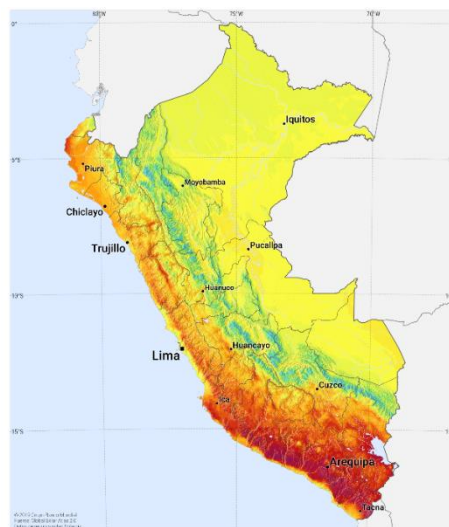 80°W 75°W 70°W
0°
Iquitos
5°S
Piura
Moyobamba
Chiclayo
Trujillo
Pucallpa
Huanuco
10°S
Lima
Huancayo
Cuzco
Ica
15°S
Arequipa
Tacna